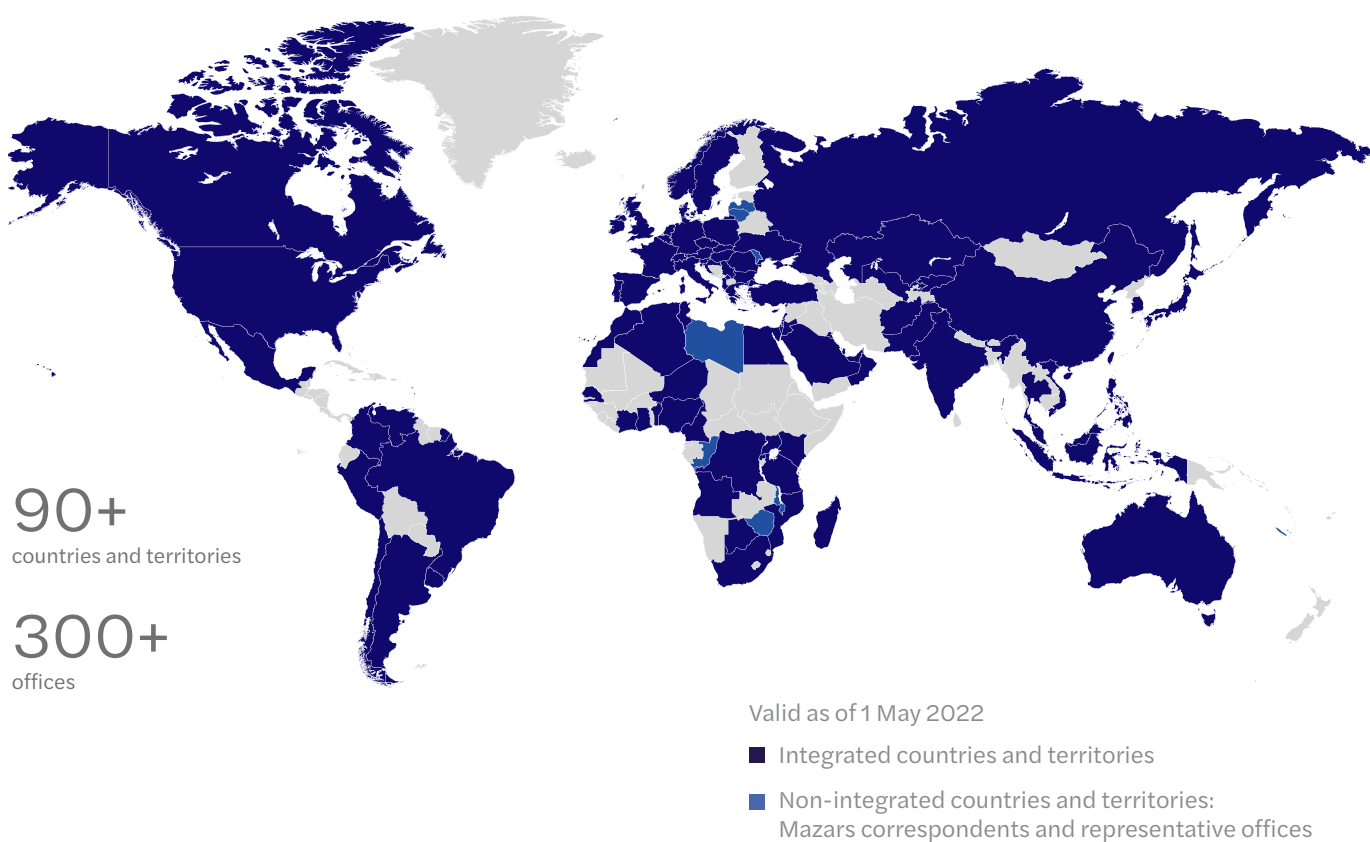 90+
countries and territories
300+
offices
Valid as of 1 May 2022
Integrated countries and territories
Non-integrated countries and territories:
Mazars correspondents and representative offices